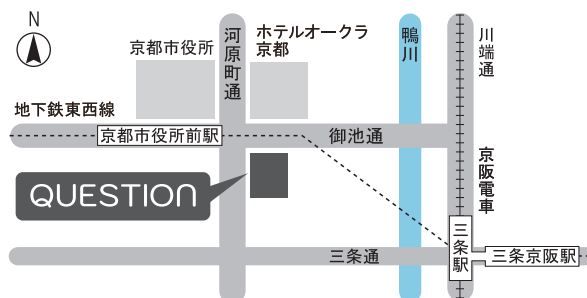 N
京都市役所
河原町通
ホテルオークラ
京都
鴨川
川端通
地下鉄東西線
京都市役所前駅
御池通
京阪電車
QUESTION
三条通
三条駅
三条京阪駅